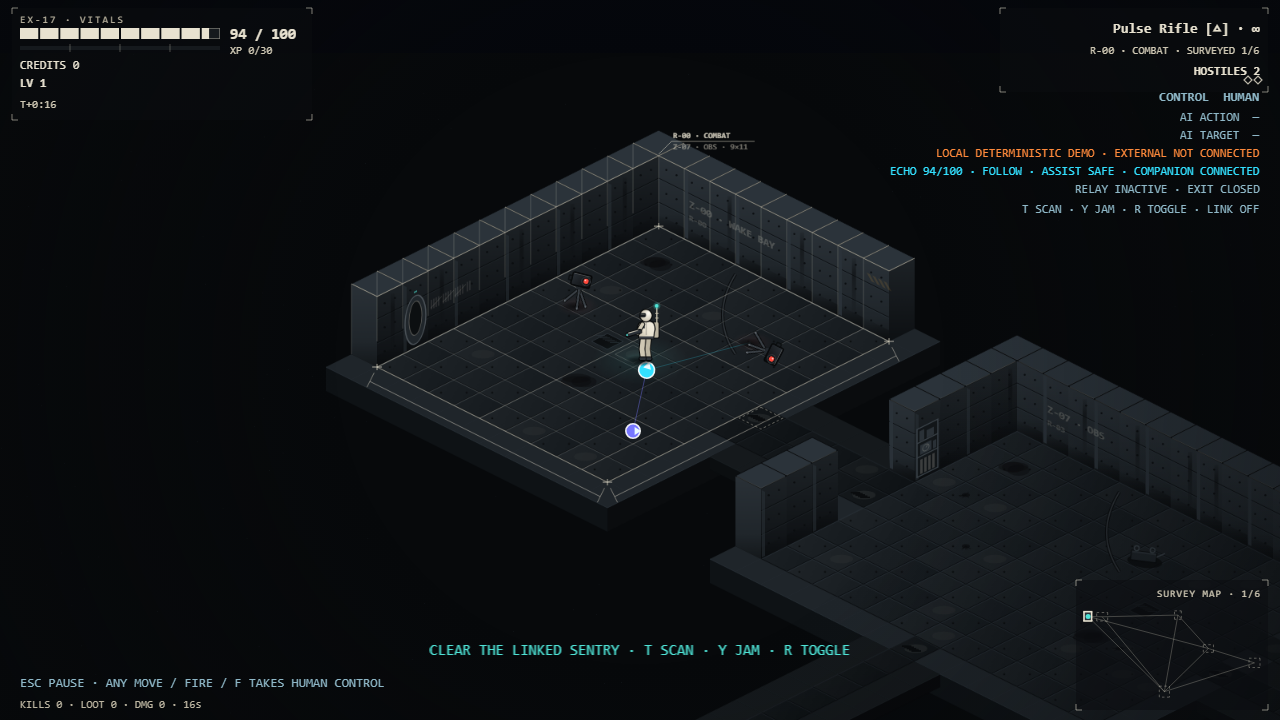 EX-17 · VITALS
94 / 100
XP 0/30
CREDITS 0
LV 1
T+0:16
Pulse Rifle [▲] · ∞
R-00 · COMBAT · SURVEYED 1/6
HOSTILES 2
CONTROL HUMAN
AI ACTION —
AI TARGET —
LOCAL DETERMINISTIC DEMO · EXTERNAL NOT CONNECTED
ECHO 94/100 · FOLLOW · ASSIST SAFE · COMPANION CONNECTED
RELAY INACTIVE · EXIT CLOSED
T SCAN · Y JAM · R TOGGLE · LINK OFF
R-00 · COMBAT
Z-07 · OBS · 9×11
Z-00 · WAKE BAY
Z-07 · OBS
SURVEY MAP · 1/6
CLEAR THE LINKED SENTRY · T SCAN · Y JAM · R TOGGLE
ESC PAUSE · ANY MOVE / FIRE / F TAKES HUMAN CONTROL
KILLS 0 · LOOT 0 · DMG 0 · 16s